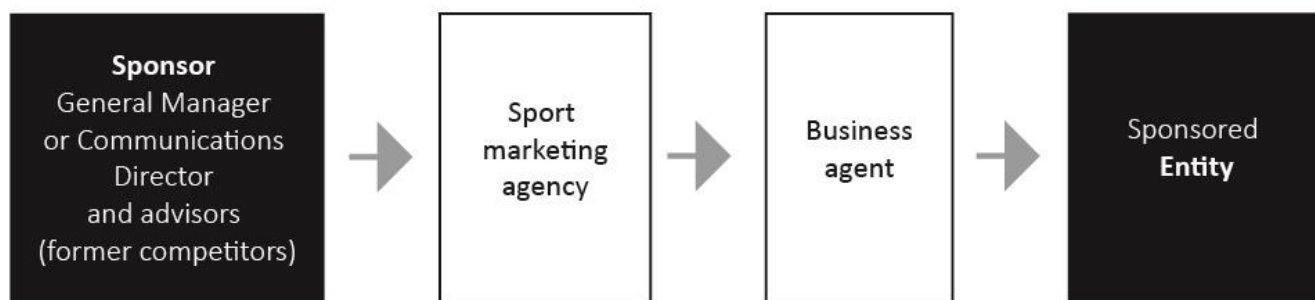 Sponsor
General Manager
or Communications
Director
and advisors
(former competitors)
Sport
marketing
agency
Business
agent
Sponsored
Entity